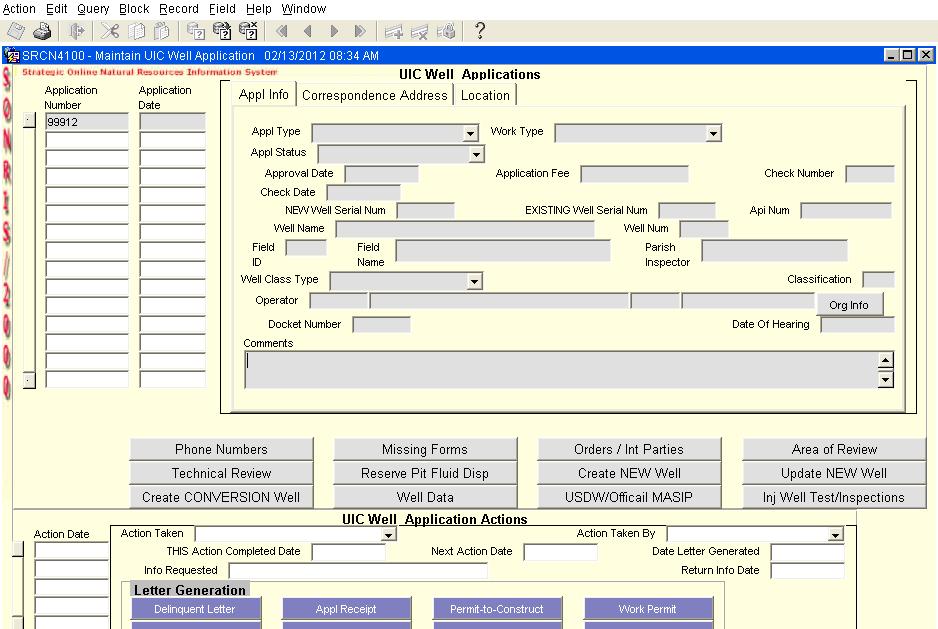 Action Edit Query Block Record Field Help Window
SRCN4100 - Maintain UIC Well Application 02/13/2012 08:34 AM
Strategic Online Natural Resources Information System
SONRIS//2000
UIC Well Applications
Application Number
Application Date
99912
Appl Info
Correspondence Address
Location
Appl Type
Work Type
Appl Status
Approval Date
Application Fee
Check Number
Check Date
NEW Well Serial Num
EXISTING Well Serial Num
Api Num
Well Name
Well Num
Field ID
Field Name
Parish Inspector
Well Class Type
Classification
Operator
Org Info
Docket Number
Date Of Hearing
Comments
Phone Numbers
Missing Forms
Orders / Int Parties
Area of Review
Technical Review
Reserve Pit Fluid Disp
Create NEW Well
Update NEW Well
Create CONVERSION Well
Well Data
USDW/Officail MASIP
Inj Well Test/Inspections
UIC Well Application Actions
Action Date
Action Taken
Action Taken By
THIS Action Completed Date
Next Action Date
Date Letter Generated
Info Requested
Return Info Date
Letter Generation
Delinquent Letter
Appl Receipt
Permit-to-Construct
Work Permit